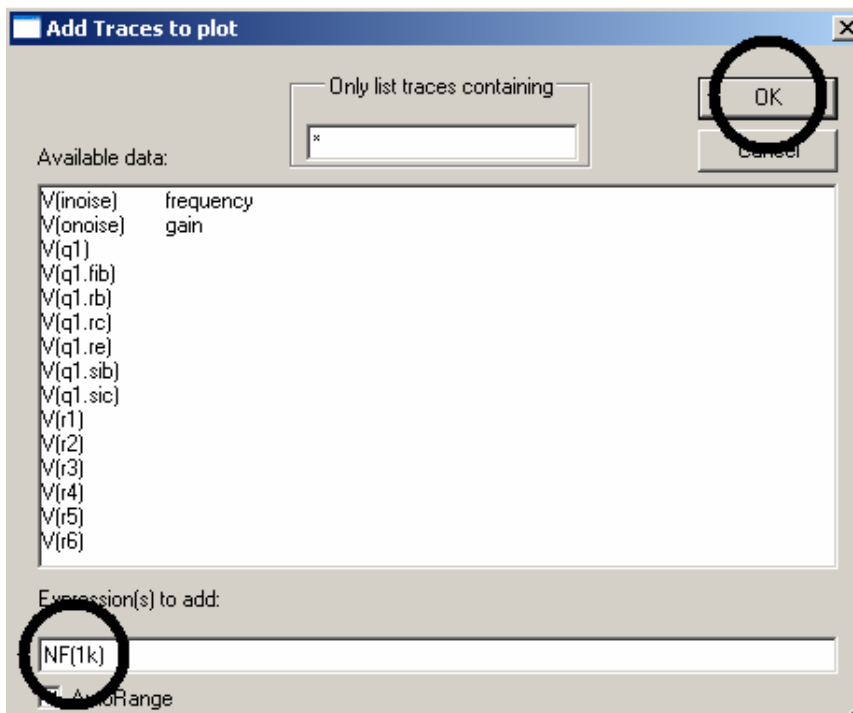 Add Traces to plot
Only list traces containing
*
OK
Cancel
Available data:
V(inoise) frequency
V(onoise) gain
V(q1)
V(q1.fib)
V(q1.rb)
V(q1.rc)
V(q1.re)
V(q1.sib)
V(q1.sic)
V(r1)
V(r2)
V(r3)
V(r4)
V(r5)
V(r6)
Expression(s) to add:
NF(1k)
AutoRange